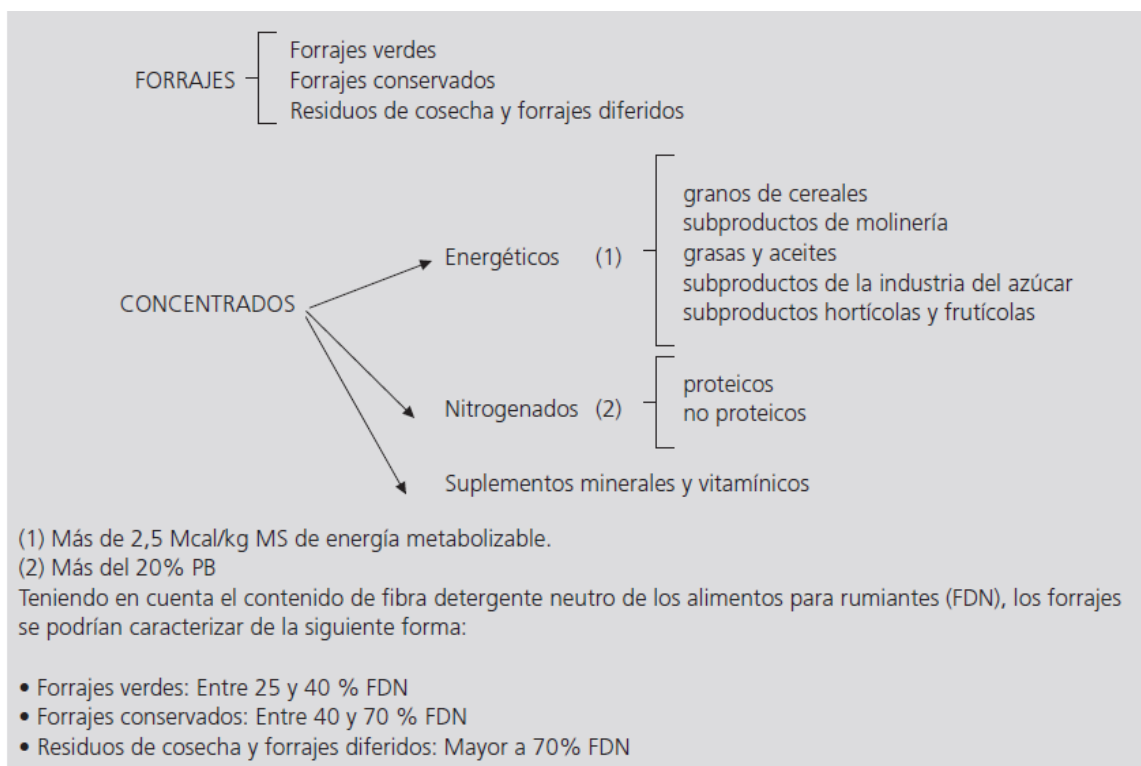 Forrajes verdes
FORRAJES
Forrajes conservados
Residuos de cosecha y forrajes diferidos
granos de cereales
subproductos de molinería
Energéticos (1)
grasas y aceites
subproductos de la industria del azúcar
CONCENTRADOS
subproductos hortícolas y frutícolas
proteicos
Nitrogenados (2)
no proteicos
Suplementos minerales y vitamínicos
(1) Más de 2,5 Mcal/kg MS de energía metabolizable.
(2) Más del 20% PB
Teniendo en cuenta el contenido de fibra detergente neutro de los alimentos para rumiantes (FDN), los forrajes
se podrían caracterizar de la siguiente forma:
• Forrajes verdes: Entre 25 y 40 % FDN
• Forrajes conservados: Entre 40 y 70 % FDN
• Residuos de cosecha y forrajes diferidos: Mayor a 70% FDN